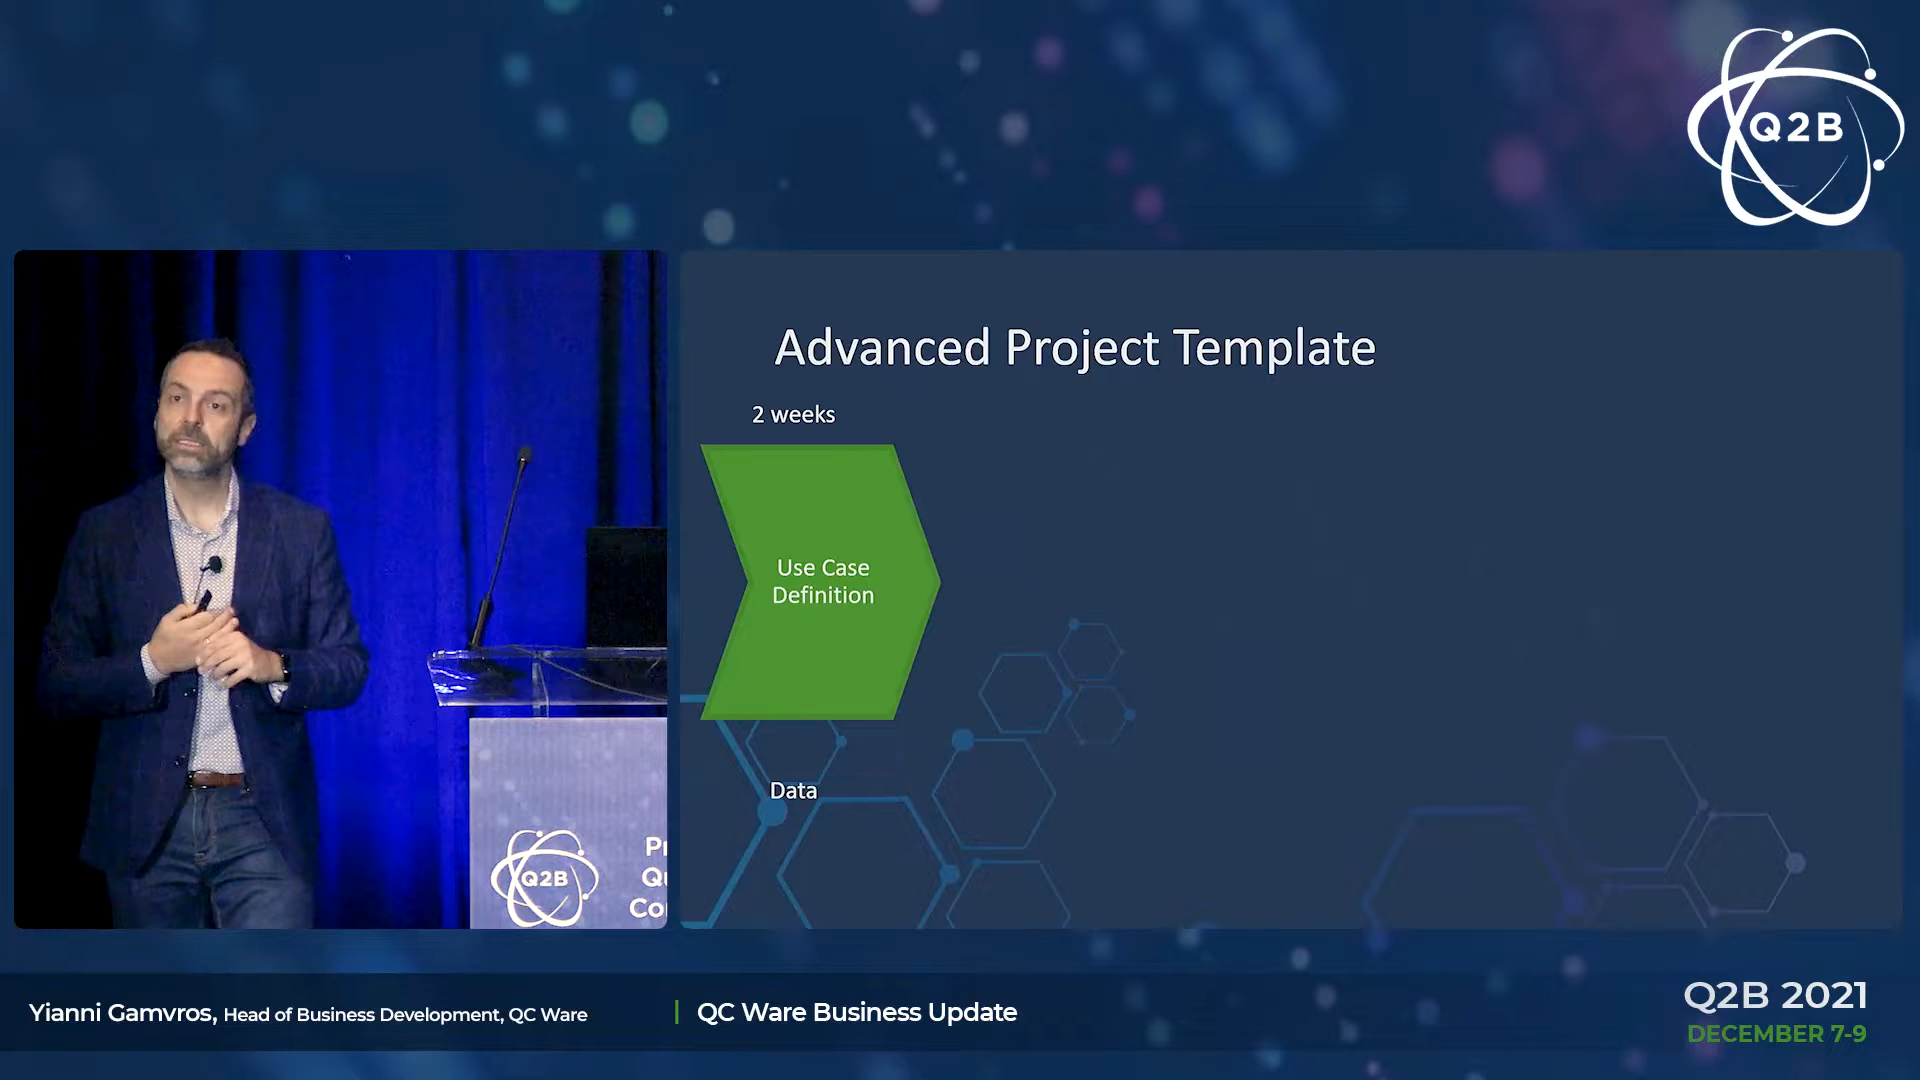 Q2B
Advanced Project Template
2 weeks
Use Case
Definition
Data
Q2B
Yianni Gamvros, Head of Business Development, QC Ware
QC Ware Business Update
Q2B 2021
DECEMBER 7-9